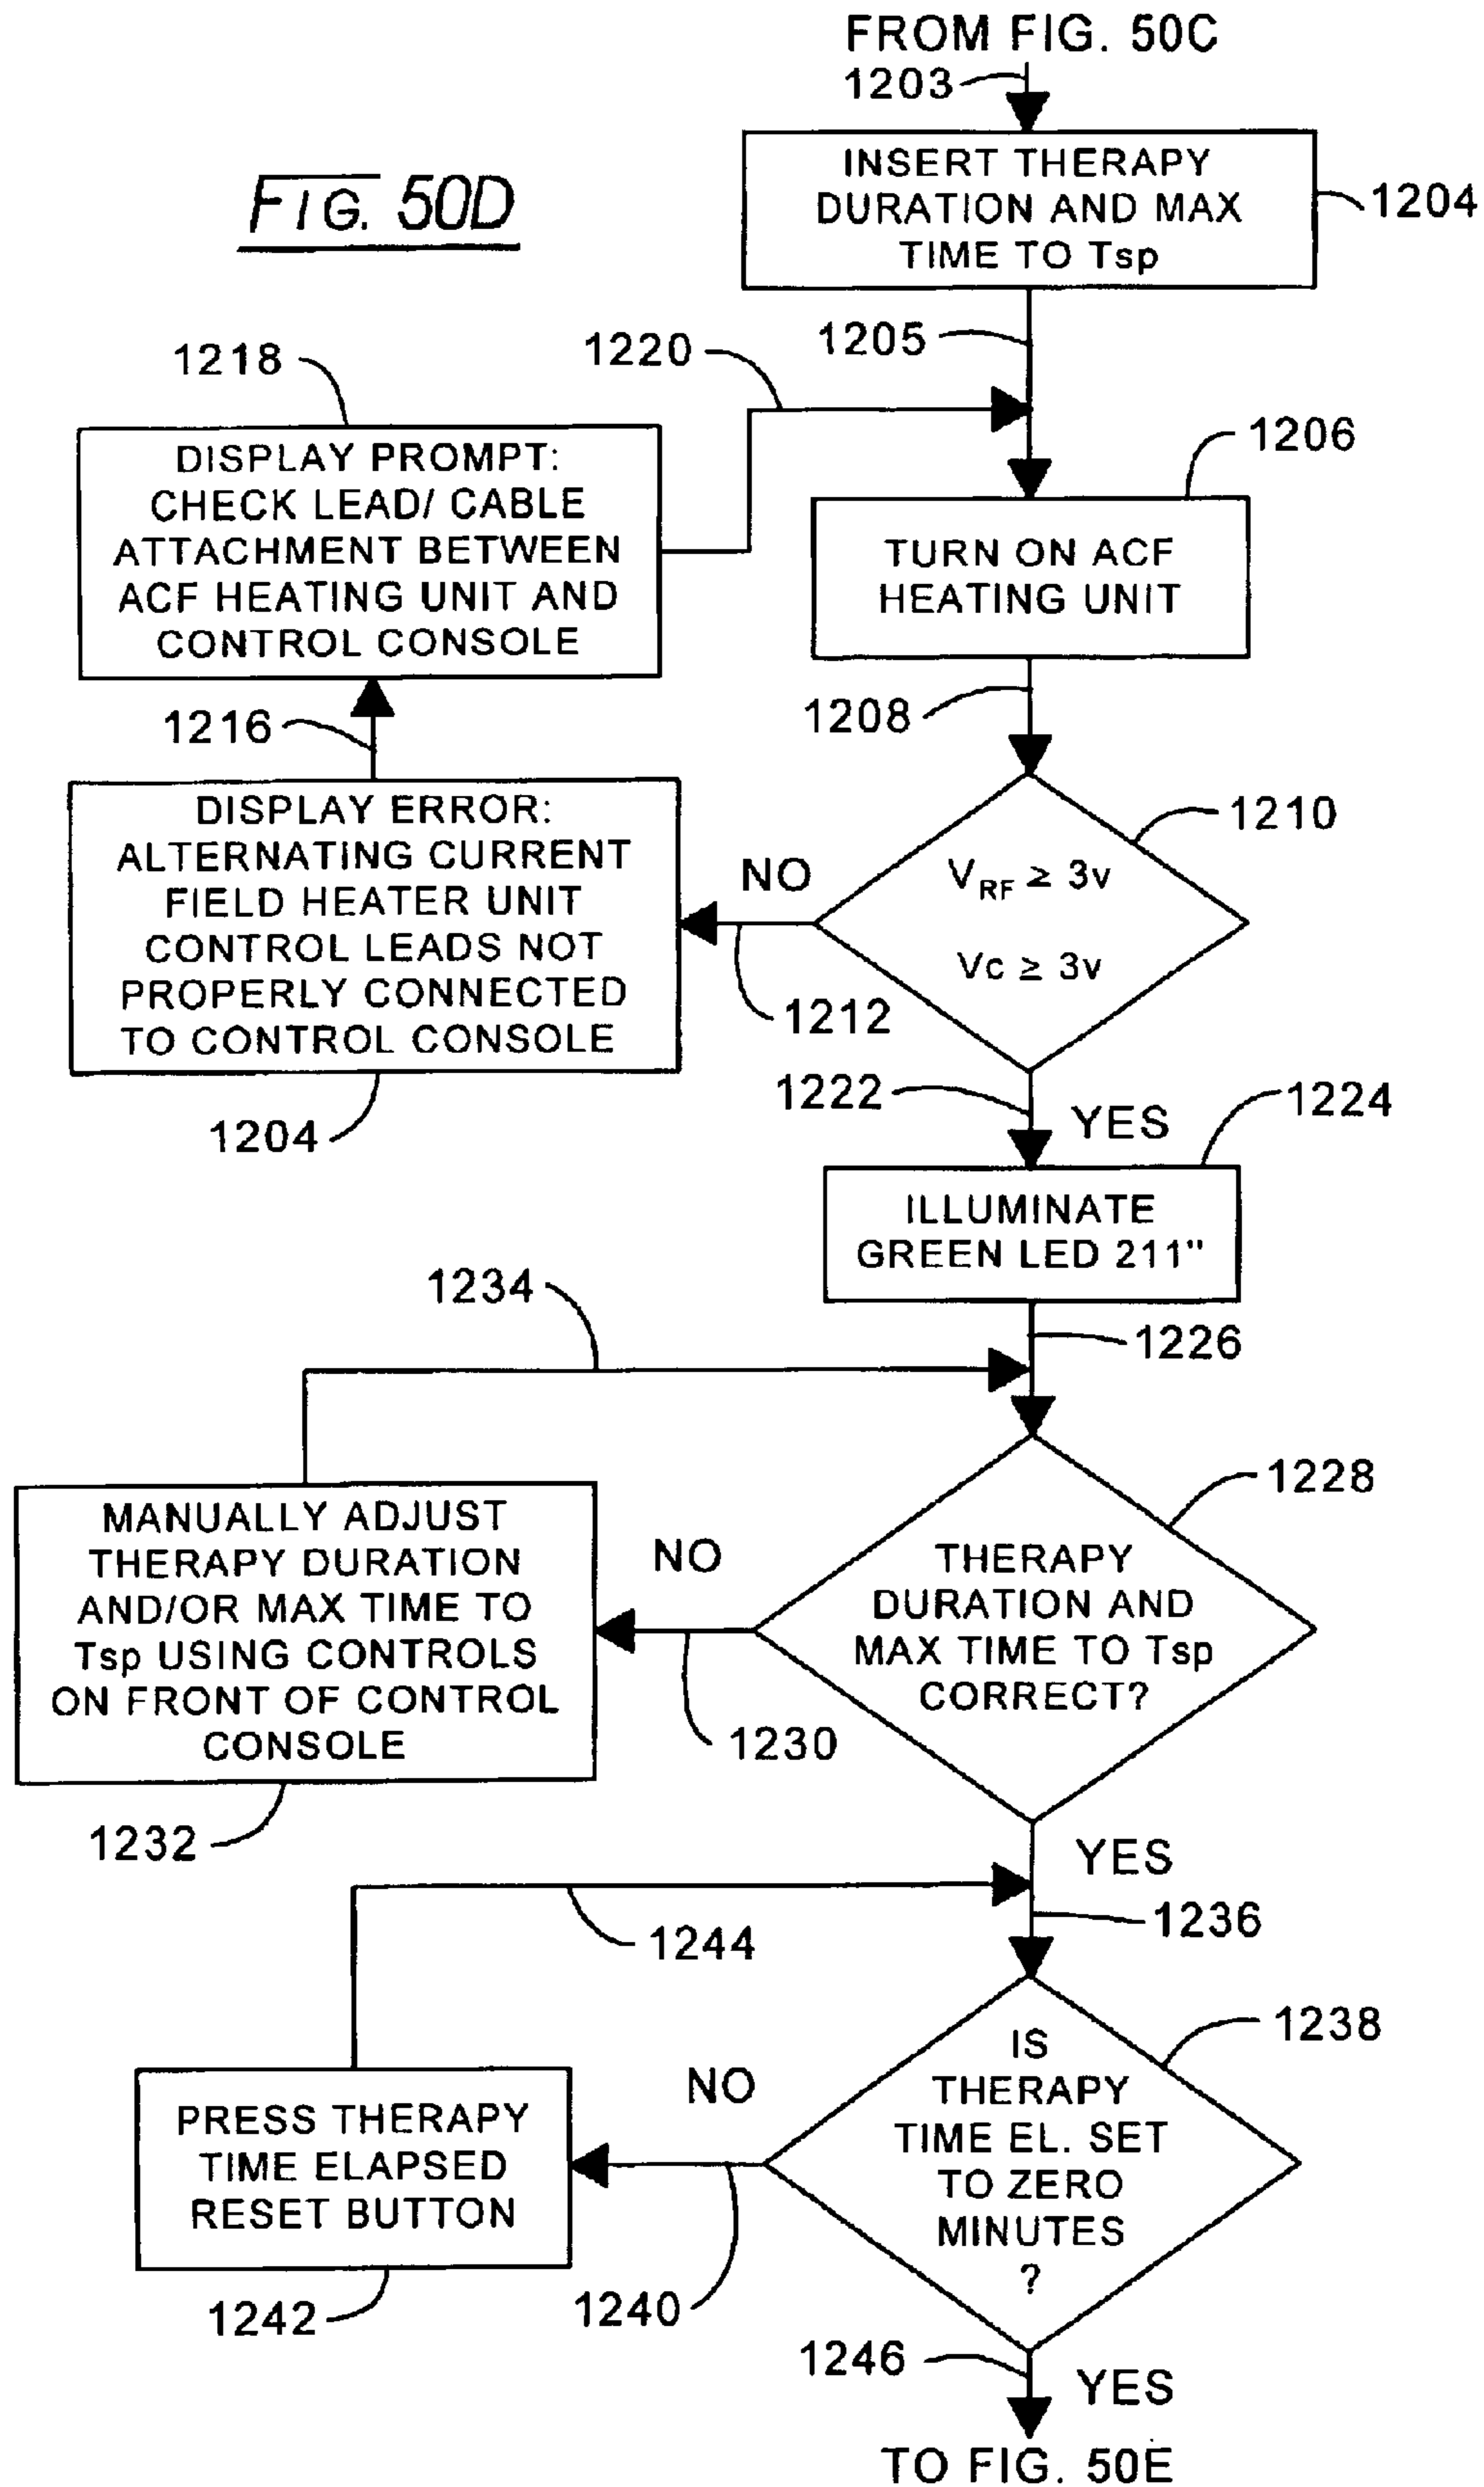 FROM FIG. 50C
1203
FIG. 50D
INSERT THERAPY
DURATION AND MAX
TIME TO Tsp
1204
1205
1218
1220
DISPLAY PROMPT:
CHECK LEAD/ CABLE
ATTACHMENT BETWEEN
ACF HEATING UNIT AND
CONTROL CONSOLE
1206
TURN ON ACF
HEATING UNIT
1208
1216
DISPLAY ERROR:
ALTERNATING CURRENT
FIELD HEATER UNIT
CONTROL LEADS NOT
PROPERLY CONNECTED
TO CONTROL CONSOLE
1204
NO
1212
1210
VRF ≥ 3v
Vc ≥ 3v
1222
YES
1224
ILLUMINATE
GREEN LED 211"
1226
1234
MANUALLY ADJUST
THERAPY DURATION
AND/OR MAX TIME TO
Tsp USING CONTROLS
ON FRONT OF CONTROL
CONSOLE
1232
NO
1230
1228
THERAPY
DURATION AND
MAX TIME TO Tsp
CORRECT?
YES
1236
1244
1238
IS
THERAPY
TIME EL. SET
TO ZERO
MINUTES
?
NO
1240
PRESS THERAPY
TIME ELAPSED
RESET BUTTON
1242
1246
YES
TO FIG. 50E